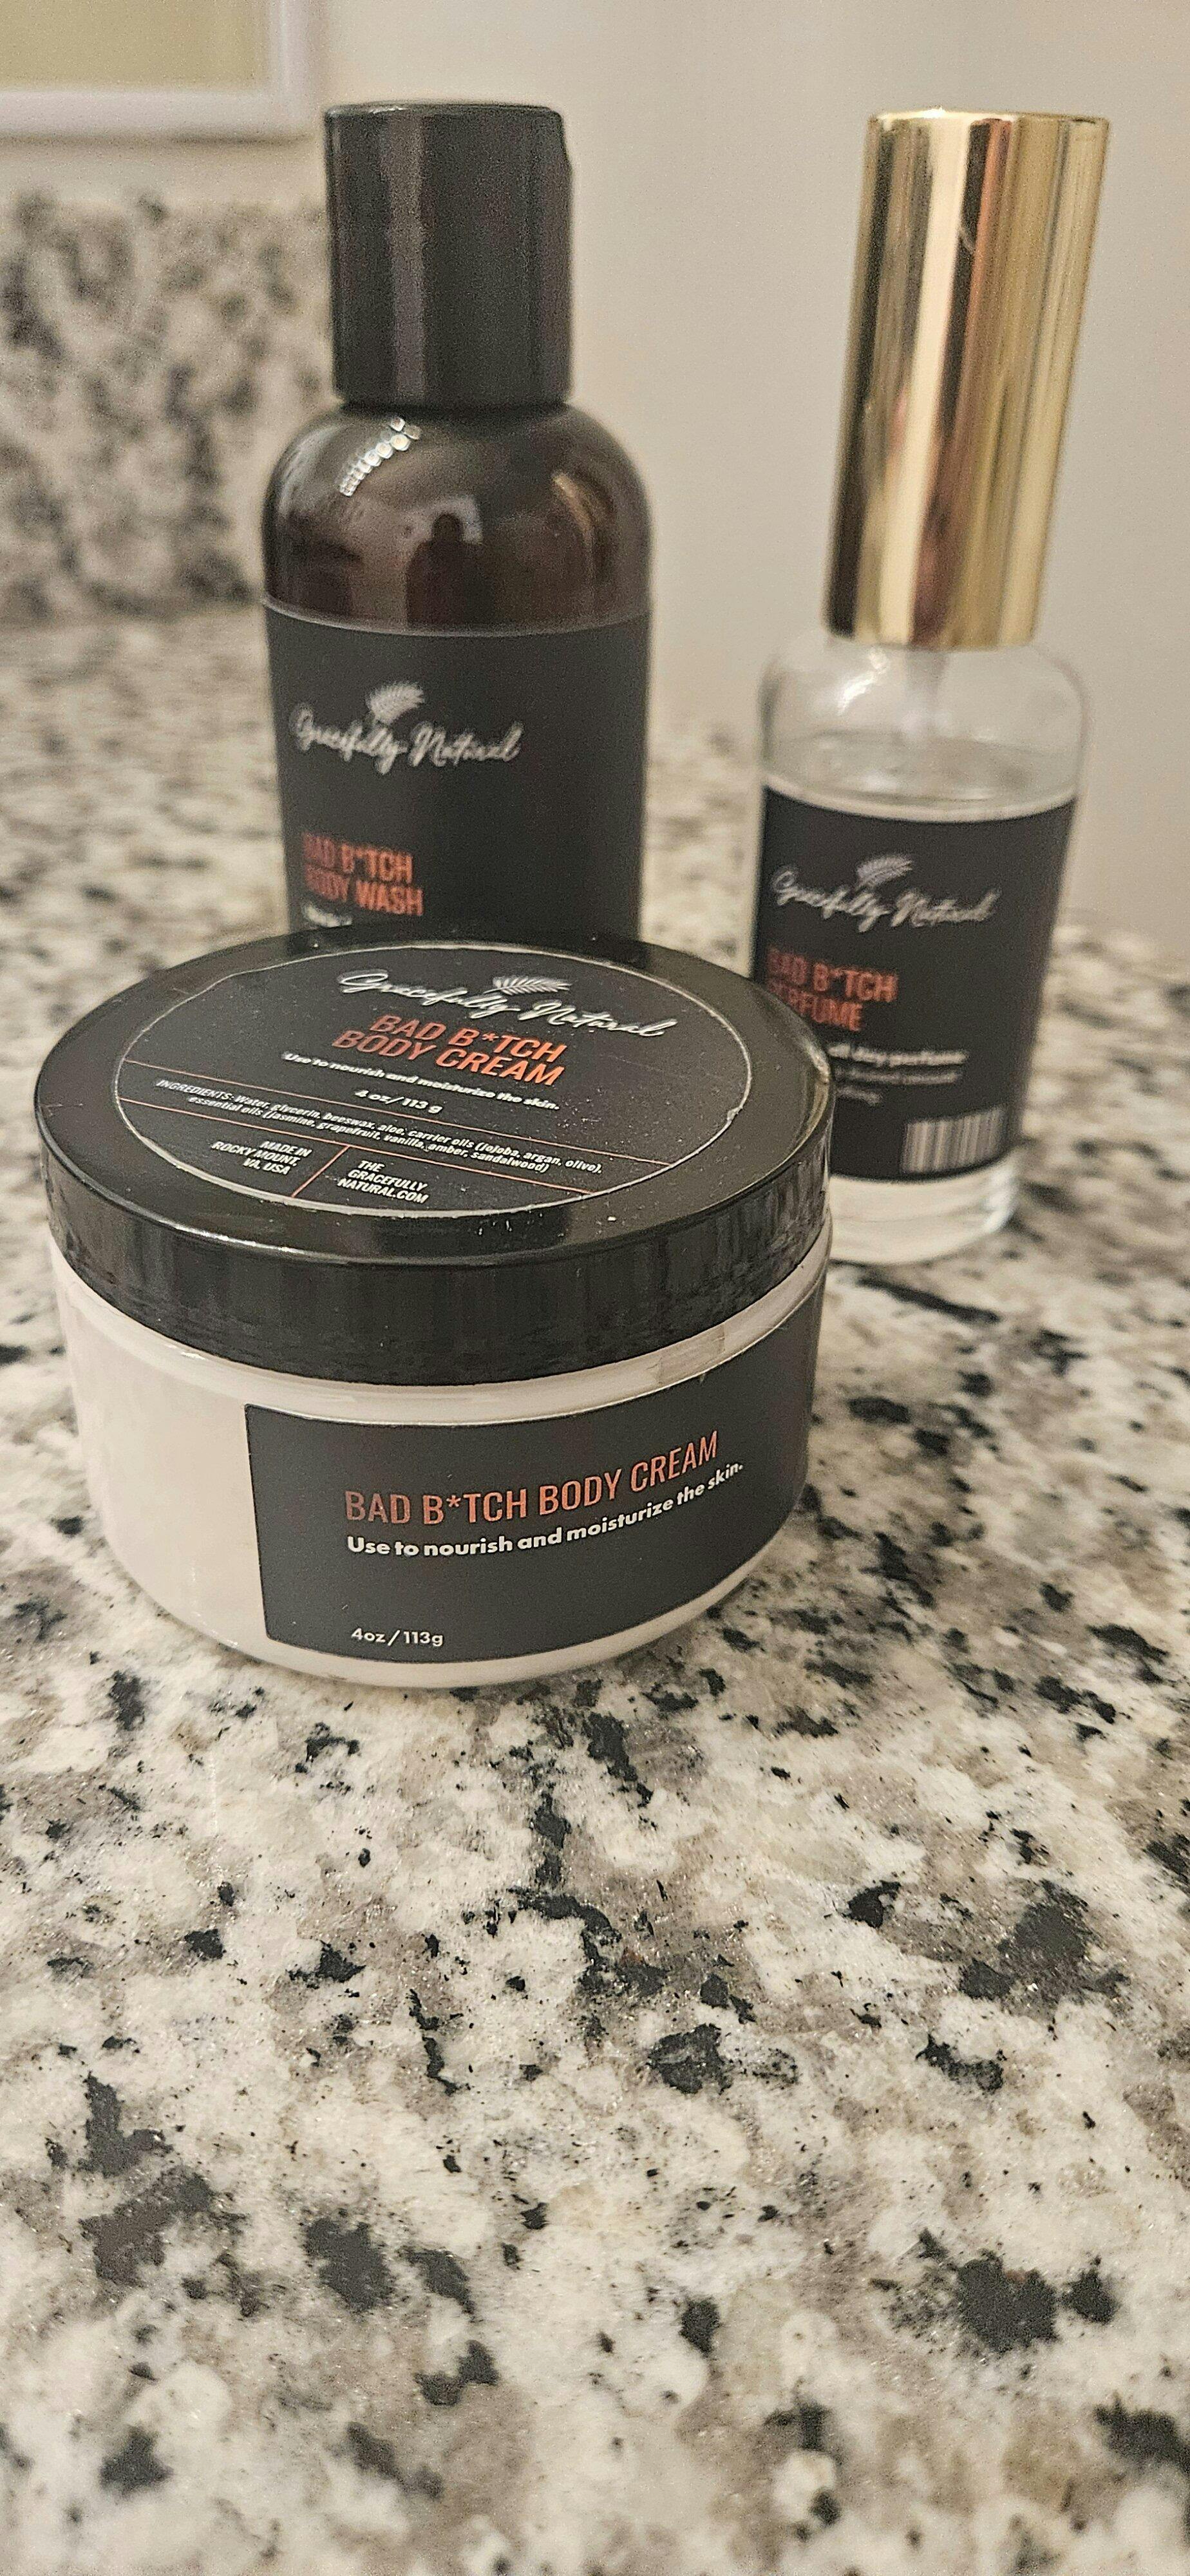 Gracefully Natural
BAD B*TCH
BODY WASH
Gracefully Natural
BAD B*TCH
PERFUME
all day perfume
Gracefully Natural
BAD B*TCH
BODY CREAM
Use to nourish and moisturize the skin.
4 oz/113 g
INGREDIENTS: Water, glycerin, beeswax, aloe, carrier oils (jojoba, argan, olive),
essential oils (jasmine, grapefruit, vanilla, amber, sandalwood)
MADE IN
ROCKY MOUNT,
VA, USA
THE
GRACEFULLY
NATURAL.COM
BAD B*TCH BODY CREAM
Use to nourish and moisturize the skin.
4oz / 113g